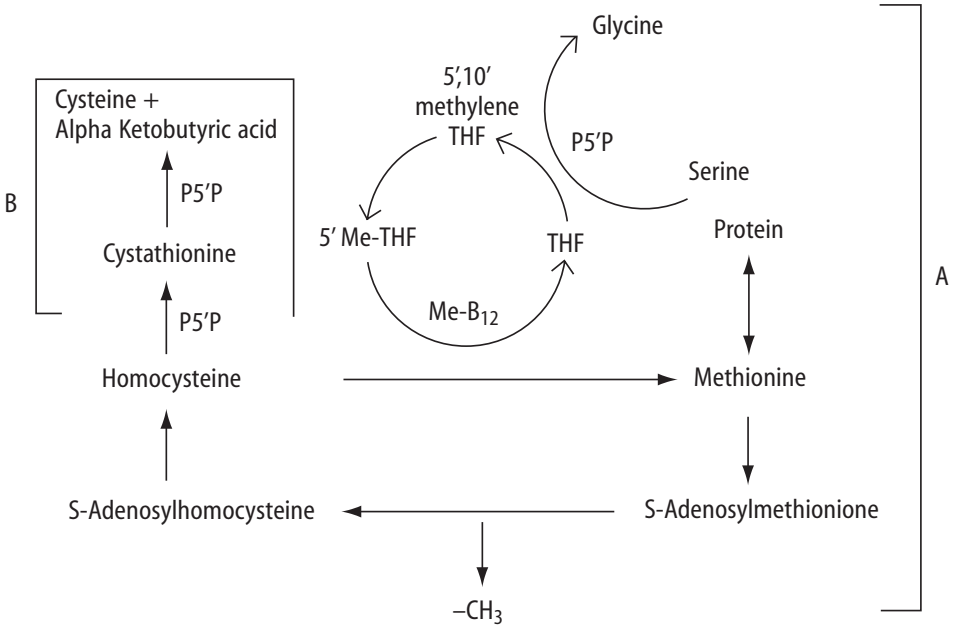 Glycine
5',10'
methylene
THF
Cysteine +
Alpha Ketobutyric acid
P5'P
Serine
P5'P
B
Protein
5' Me-THF
THF
Cystathionine
A
Me-B₁₂
P5'P
Homocysteine
Methionine
S-Adenosylhomocysteine
S-Adenosylmethionione
–CH₃